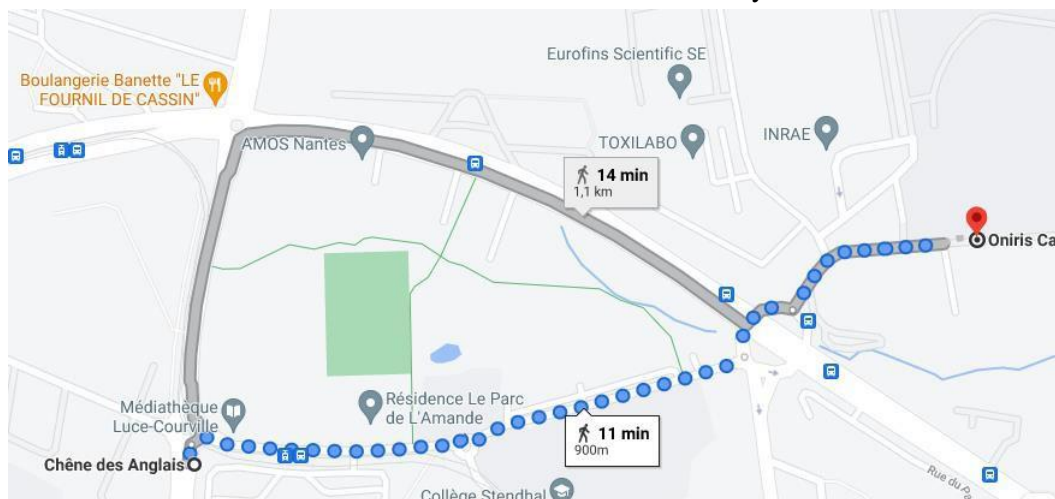 Eurofins Scientific SE
Boulangerie Banette "LE
FOURNIL DE CASSIN"
AMOS Nantes
TOXILABO
INRAE
14 min
1,1 km
Oniris Ca
Médiathèque
Luce-Courville
Résidence Le Parc
de L'Amande
11 min
900m
Chêne des Anglais
Rue du Pa
Collège Stendhal